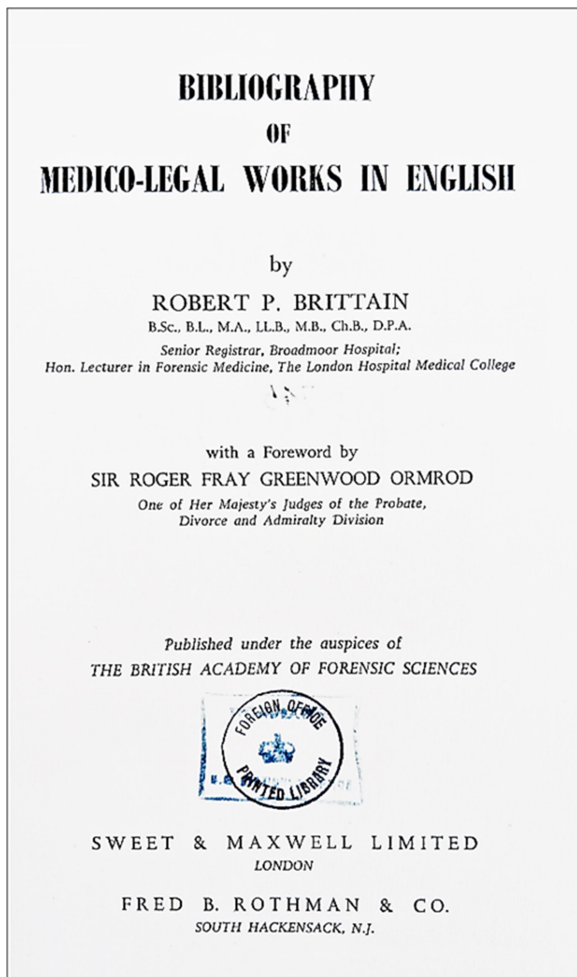 BIBLIOGRAPHY
OF
MEDICO-LEGAL WORKS IN ENGLISH
by
ROBERT P. BRITTAIN
B.Sc., B.L., M.A., LL.B., M.B., Ch.B., D.P.A.
Senior Registrar, Broadmoor Hospital;
Hon. Lecturer in Forensic Medicine, The London Hospital Medical College
with a Foreword by
SIR ROGER FRAY GREENWOOD ORMROD
One of Her Majesty's Judges of the Probate,
Divorce and Admiralty Division
Published under the auspices of
THE BRITISH ACADEMY OF FORENSIC SCIENCES
FOREIGN OFFICE
PRINTED LIBRARY
SWEET & MAXWELL LIMITED
LONDON
FRED B. ROTHMAN & CO.
SOUTH HACKENSACK, N.J.